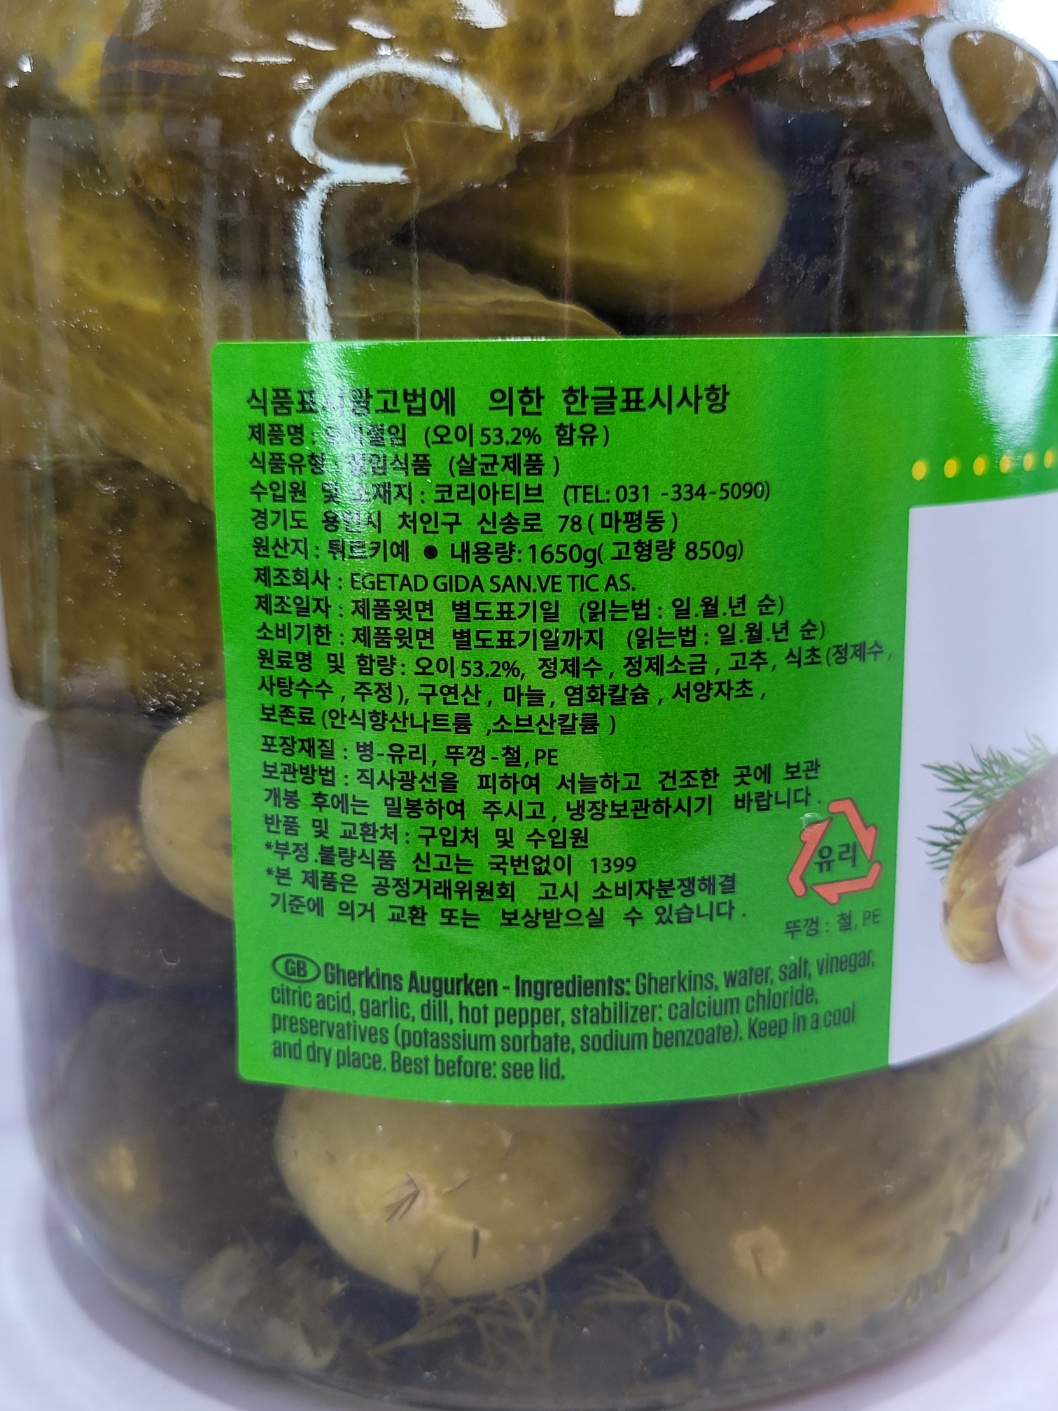 식품표시광고법에 의한 한글표시사항
제품명: (오이 53.2% 함유)
식품유형: 절임식품 (살균제품)
수입원 및 소재지: 코리아티브 (TEL: 031 -334-5090)
경기도 용인시 처인구 신송로 78 (마평동)
원산지: 튀르키예 ● 내용량: 1650g( 고형량 850g)
제조회사 : EGETAD GIDA SAN.VE TIC AS.
제조일자 : 제품윗면 별도표기일 (읽는법 : 일.월.년 순)
소비기한 : 제품윗면 별도표기일까지 (읽는법 : 일.월.년 순)
원료명 및 함량: 오이 53.2%, 정제수, 정제소금, 고추, 식초(정제수,
사탕수수, 주정), 구연산, 마늘, 염화칼슘, 서양자초,
보존료 (안식향산나트륨 ,소브산칼륨 )
포장재질 : 병-유리, 뚜껑-철,PE
보관방법 : 직사광선을 피하여 서늘하고 건조한 곳에 보관
개봉 후에는 밀봉하여 주시고, 냉장보관하시기 바랍니다.
반품 및 교환처 : 구입처 및 수입원
*부정.불량식품 신고는 국번없이 1399
*본 제품은 공정거래위원회 고시 소비자분쟁해결
기준에 의거 교환 또는 보상받으실 수 있습니다.
유리
뚜껑 : 철, PE
GB Gherkins Augurken - Ingredients: Gherkins, water, salt, vinegar,
citric acid, garlic, dill, hot pepper, stabilizer: calcium chloride,
preservatives (potassium sorbate, sodium benzoate). Keep in a cool
and dry place. Best before: see lid.